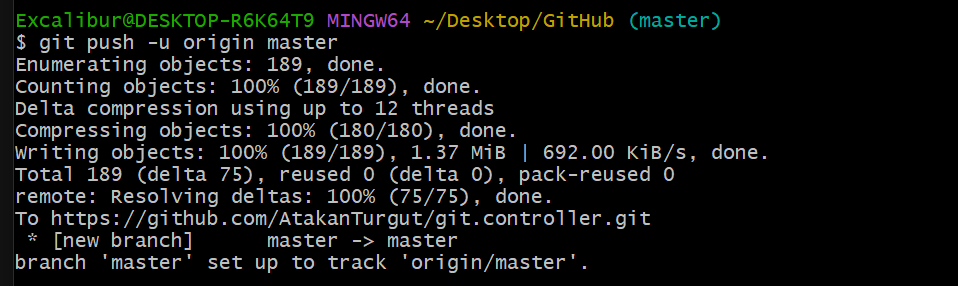 Excalibur@DESKTOP-R6K64T9 MINGW64 ~/Desktop/GitHub (master)
$ git push -u origin master
Enumerating objects: 189, done.
Counting objects: 100% (189/189), done.
Delta compression using up to 12 threads
Compressing objects: 100% (180/180), done.
Writing objects: 100% (189/189), 1.37 MiB | 692.00 KiB/s, done.
Total 189 (delta 75), reused 0 (delta 0), pack-reused 0
remote: Resolving deltas: 100% (75/75), done.
To https://github.com/AtakanTurgut/git.controller.git
 * [new branch]      master -> master
branch 'master' set up to track 'origin/master'.